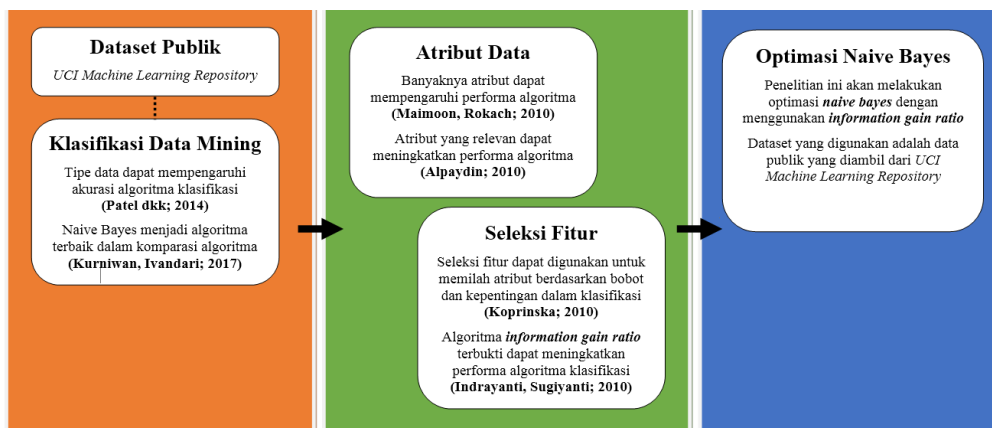 Dataset Publik
UCI Machine Learning Repository
Klasifikasi Data Mining
Tipe data dapat mempengaruhi
akurasi algoritma klasifikasi
(Patel dkk; 2014)
Naive Bayes menjadi algoritma
terbaik dalam komparasi algoritma
(Kurniwan, Ivandari; 2017)
Atribut Data
Banyaknya atribut dapat
mempengaruhi performa algoritma
(Maimoon, Rokach; 2010)
Atribut yang relevan dapat
meningkatkan performa algoritma
(Alpaydin; 2010)
Seleksi Fitur
Seleksi fitur dapat digunakan untuk
memilah atribut berdasarkan bobot
dan kepentingan dalam klasifikasi
(Koprinska; 2010)
Algoritma information gain ratio
terbukti dapat meningkatkan
performa algoritma klasifikasi
(Indrayanti, Sugiyanti; 2010)
Optimasi Naive Bayes
Penelitian ini akan melakukan
optimasi naive bayes dengan
menggunakan information gain ratio
Dataset yang digunakan adalah data
publik yang diambil dari UCI
Machine Learning Repository